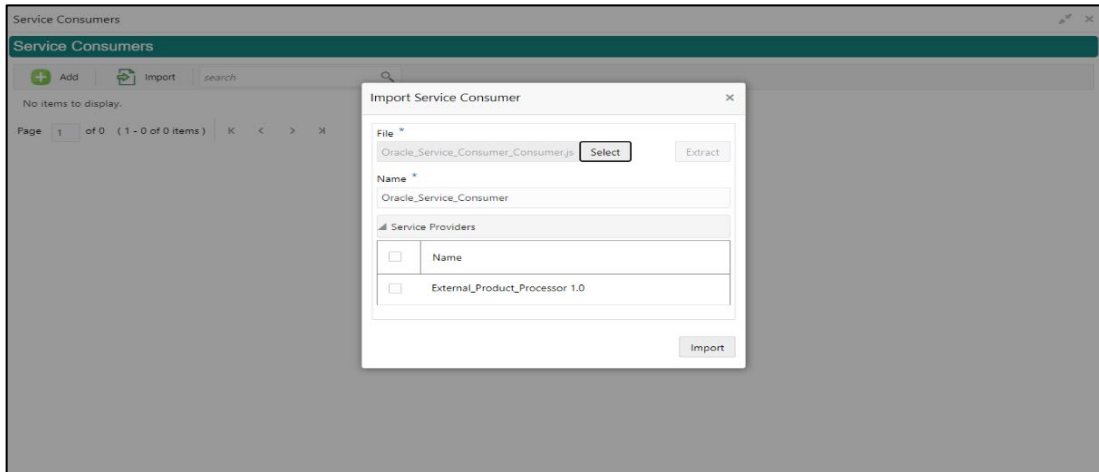 Service Consumers
Service Consumers
Add Import search
No items to display.
Page 1 of 0 (1 - 0 of 0 items)
Import Service Consumer
File *
Oracle_Service_Consumer_Consumer.js Select Extract
Name *
Oracle_Service_Consumer
Service Providers
Name
External_Product_Processor 1.0
Import